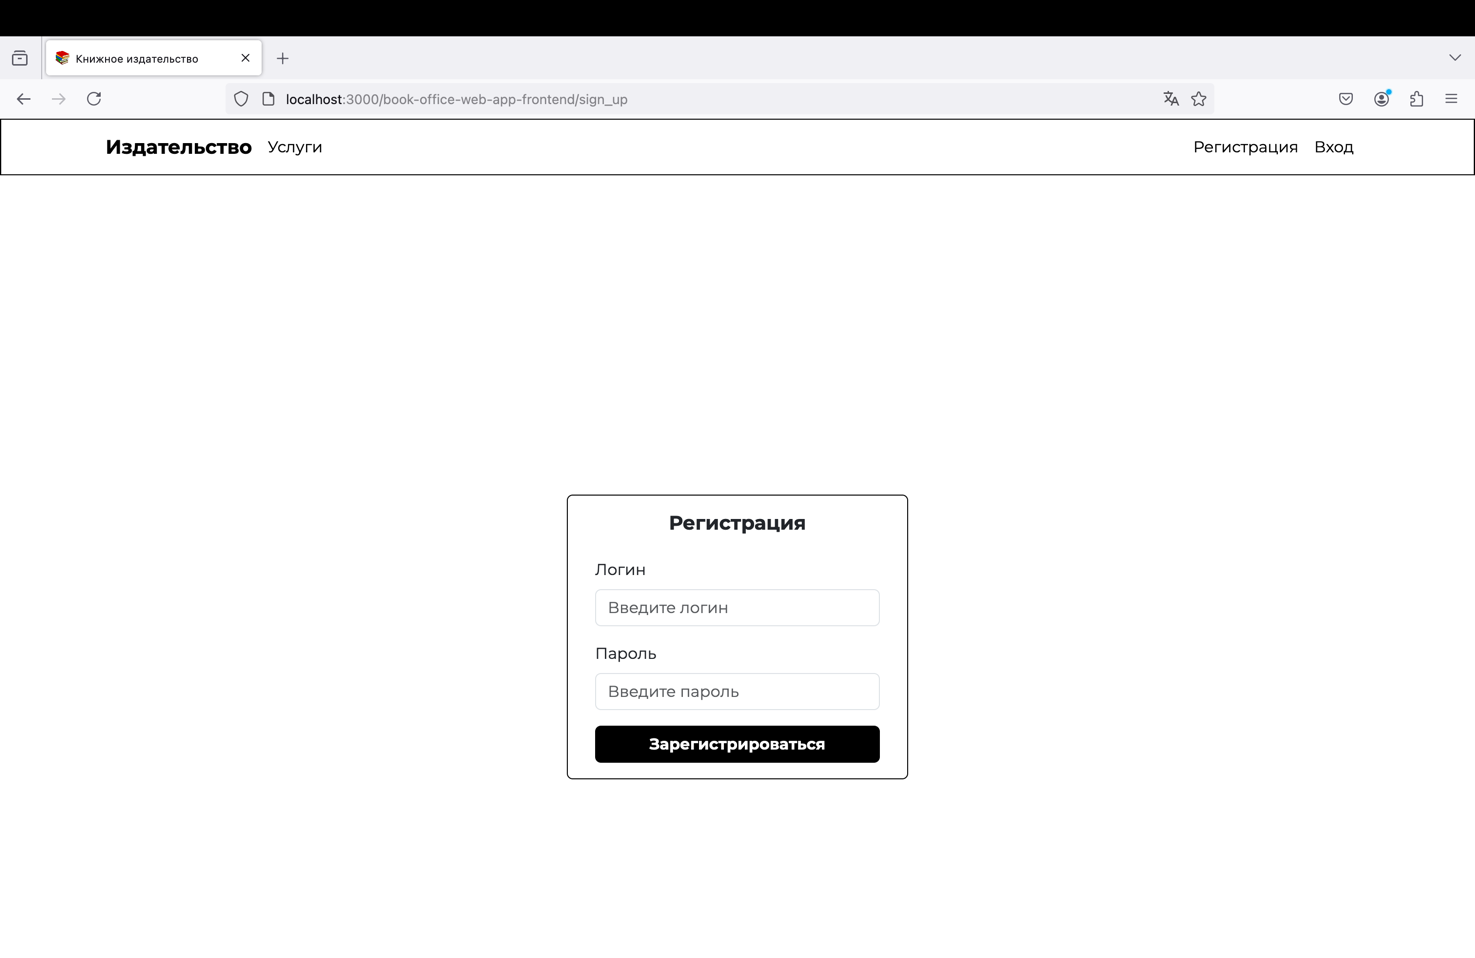 Книжное издательство
localhost:3000/book-office-web-app-frontend/sign_up
Издательство Услуги Регистрация Вход
Регистрация
Логин
Введите логин
Пароль
Введите пароль
Зарегистрироваться